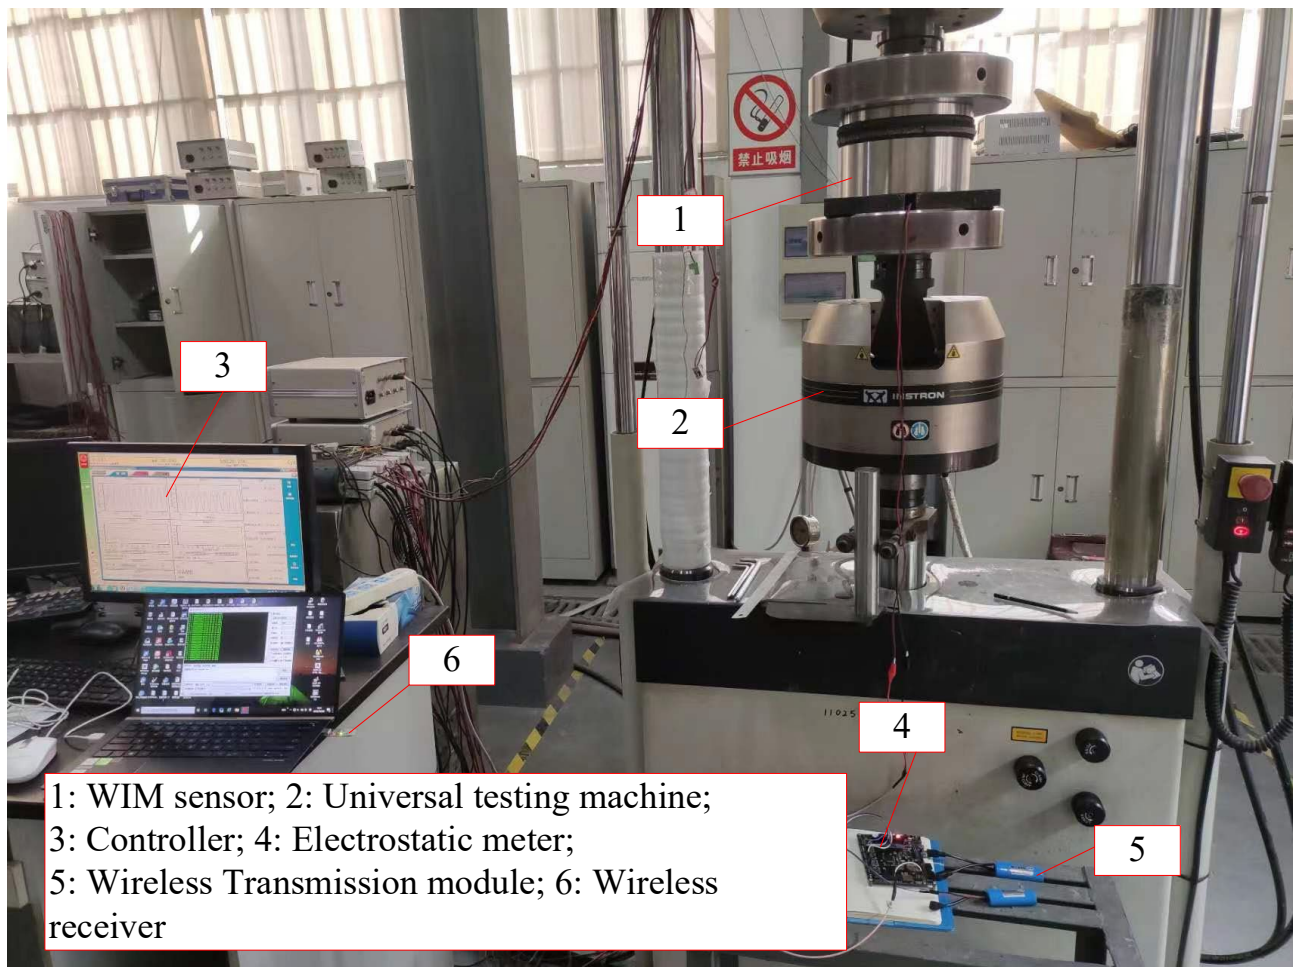 禁止吸烟
1
3
2
INSTRON
6
11025
4
5
1: WIM sensor; 2: Universal testing machine;
3: Controller; 4: Electrostatic meter;
5: Wireless Transmission module; 6: Wireless
receiver